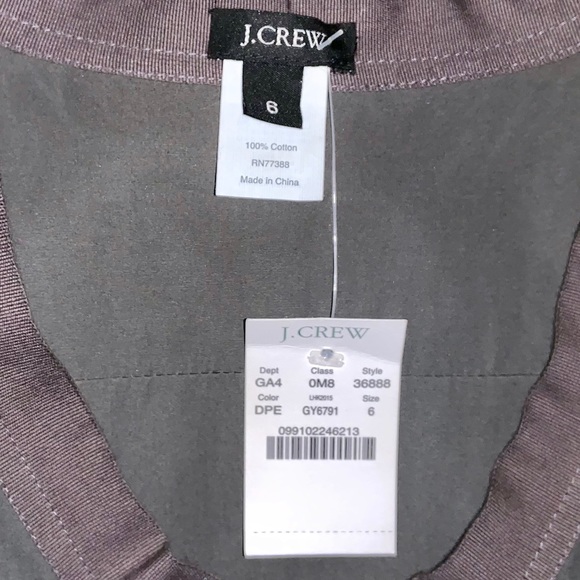 J.CREW
6
100% Cotton
RN77388
Made In China
J.CREW
Dept Class Style
GA4 0M8 36888
Color LHK2015 Size
DPE GY6791 6
099102246213